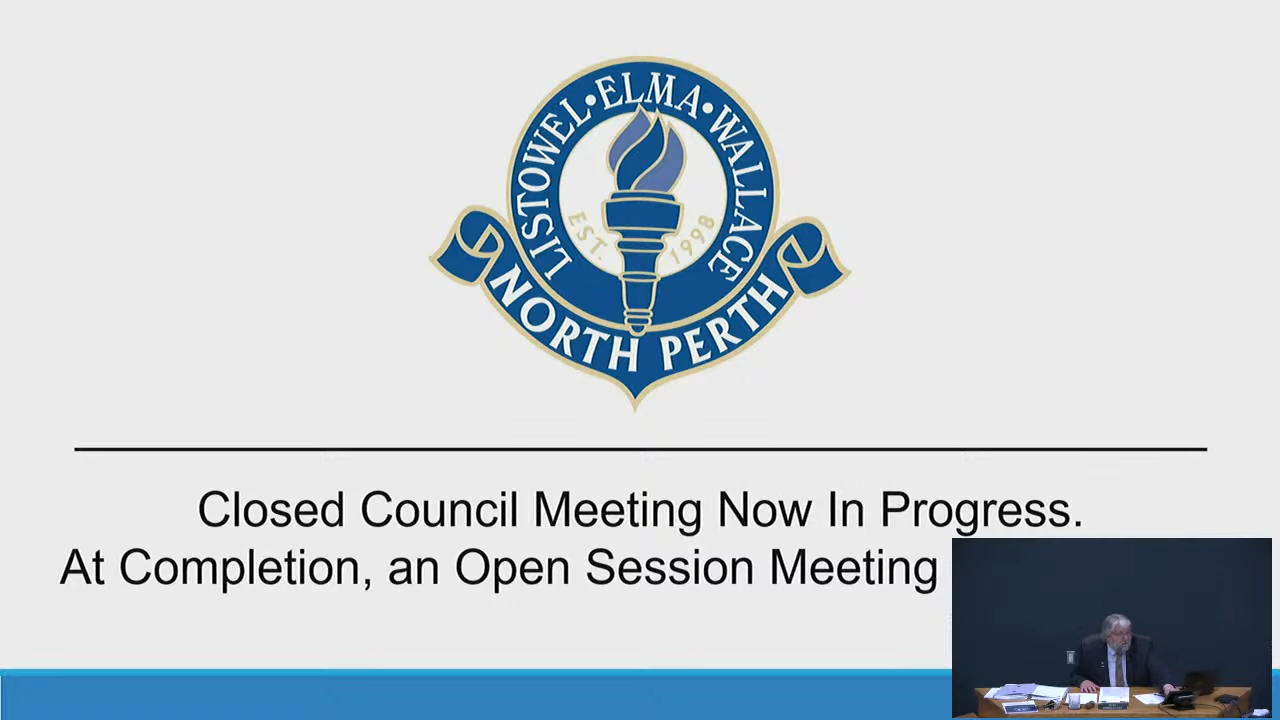 LISTOWEL • ELMA • WALLACE
EST. 1998
NORTH PERTH
Closed Council Meeting Now In Progress.
At Completion, an Open Session Meeting